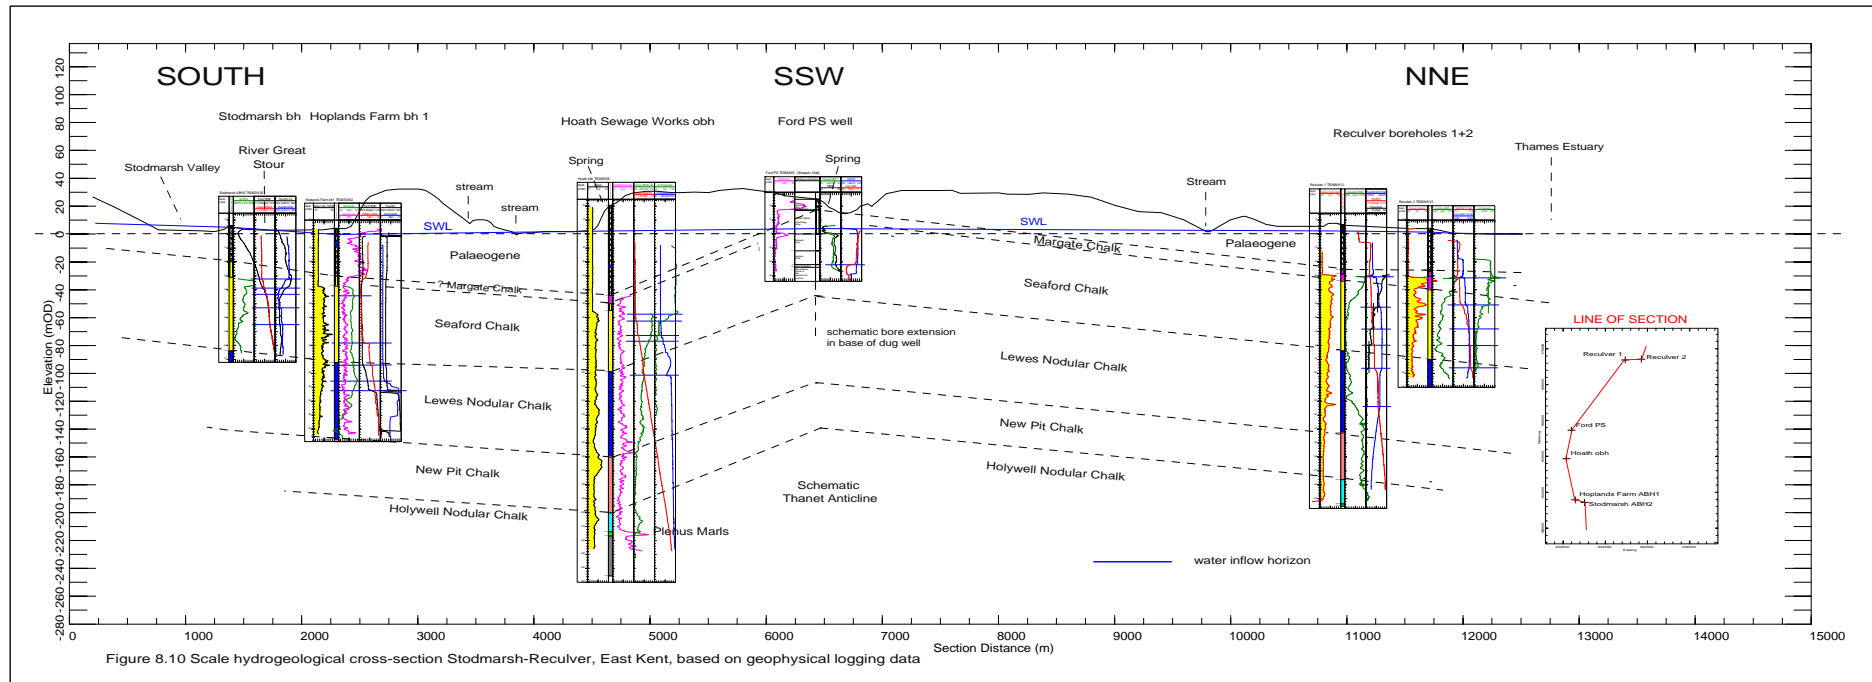 SOUTH
SSW
NNE
Stodmarsh bh
Hoplands Farm bh 1
Hoath Sewage Works obh
Ford PS well
Reculver boreholes 1+2
Stodmarsh Valley
River Great
Stour
Spring
Spring
Thames Estuary
stream
stream
Stream
SWL
SWL
Palaeogene
Margate Chalk
Palaeogene
? Margate Chalk
Seaford Chalk
Seaford Chalk
schematic bore extension
in base of dug well
Lewes Nodular Chalk
Lewes Nodular Chalk
New Pit Chalk
New Pit Chalk
Holywell Nodular Chalk
Holywell Nodular Chalk
Schematic
Thanet Anticline
Plenus Marls
water inflow horizon
LINE OF SECTION
Reculver 1
Reculver 2
Ford PS
Hoath obh
Hoplands Farm ABH1
Stodmarsh ABH2
Elevation (mOD)
120
100
80
60
40
20
0
-20
-40
-60
-80
-100
-120
-140
-160
-180
-200
-220
-240
-260
-280
0
1000
2000
3000
4000
5000
6000
7000
8000
9000
10000
11000
12000
13000
14000
15000
Section Distance (m)
Figure 8.10 Scale hydrogeological cross-section Stodmarsh-Reculver, East Kent, based on geophysical logging data